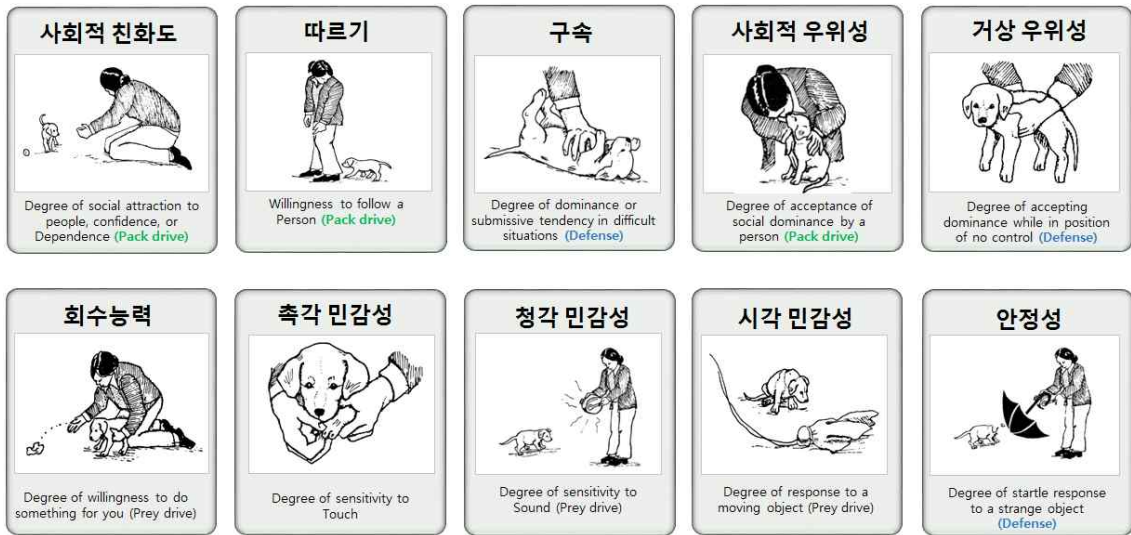 사회적 친화도
Degree of social attraction to
people, confidence, or
Dependence (Pack drive)
따르기
Willingness to follow a
Person (Pack drive)
구속
Degree of dominance or
submissive tendency in difficult
situations (Defense)
사회적 우위성
Degree of acceptance of
social dominance by a
person (Pack drive)
거상 우위성
Degree of accepting
dominance while in position
of no control (Defense)
회수능력
Degree of willingness to do
something for you (Prey drive)
촉각 민감성
Degree of sensitivity to
Touch
청각 민감성
Degree of sensitivity to
Sound (Prey drive)
시각 민감성
Degree of response to a
moving object (Prey drive)
안정성
Degree of startle response
to a strange object
(Defense)